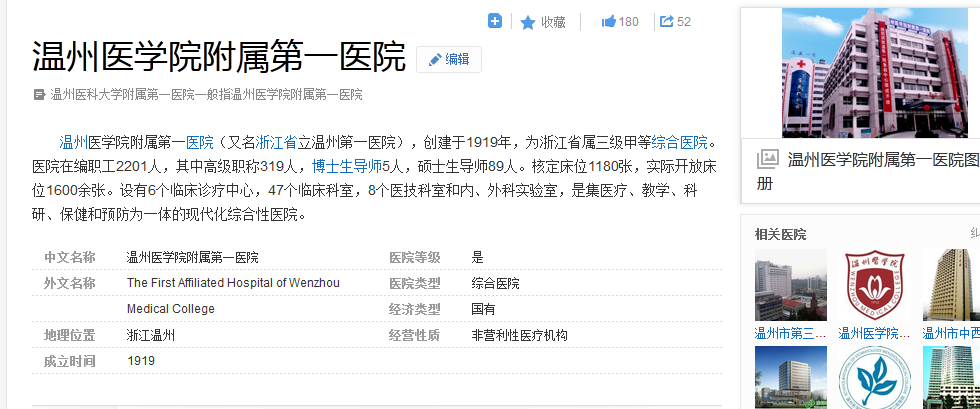 收藏
180
52
温州医学院附属第一医院
编辑
温州医科大学附属第一医院一般指温州医学院附属第一医院
温州医学院附属第一医院（又名浙江省立温州第一医院），创建于1919年，为浙江省属三级甲等综合医院。
医院在编职工2201人，其中高级职称319人，博士生导师5人，硕士生导师89人。核定床位1180张，实际开放床
位1600余张。设有6个临床诊疗中心，47个临床科室，8个医技科室和内、外科实验室，是集医疗、教学、科
研、保健和预防为一体的现代化综合性医院。
中文名称 温州医学院附属第一医院
外文名称 The First Affiliated Hospital of Wenzhou
Medical College
地理位置 浙江温州
成立时间 1919
医院等级 是
医院类型 综合医院
经济类型 国有
经营性质 非营利性医疗机构
温州医学院附属第一医院图
册
相关医院
纠
温州医学院
WENZHOU MEDICAL COLLEGE
温州市第三...
温州医学院...
温州市中西